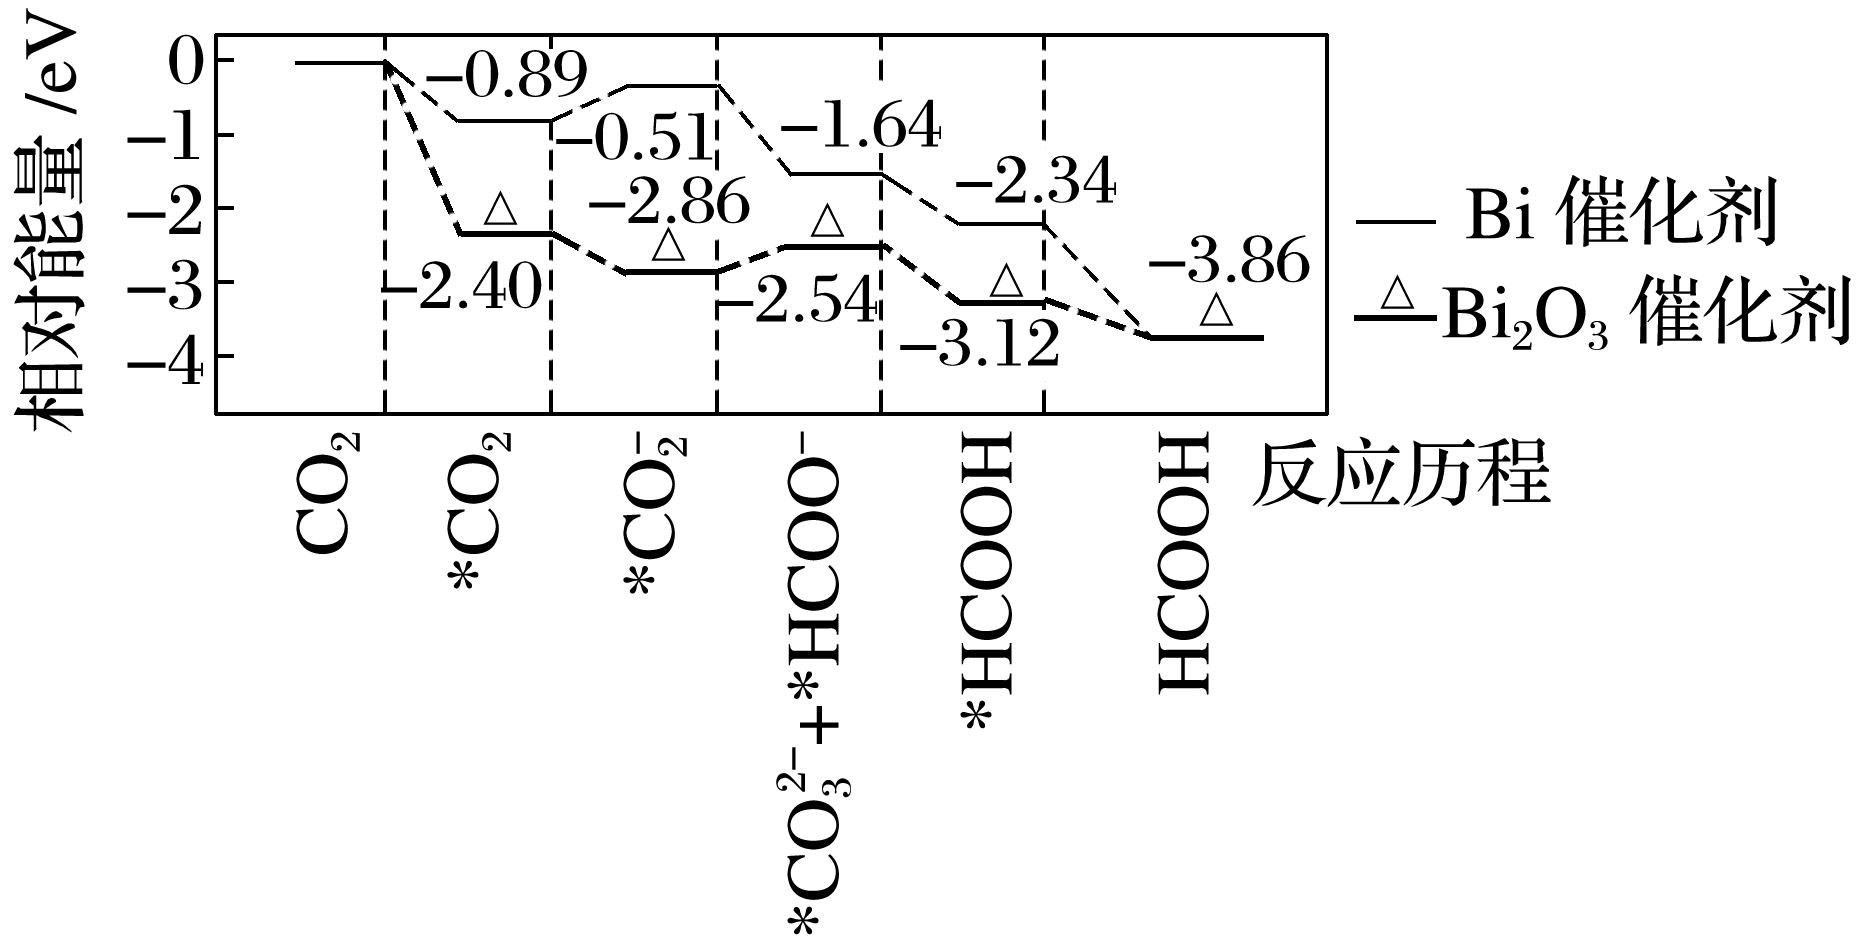 相对能量 /eV
0
−1
−2
−3
−4
−0.89
−0.51
−1.64
−2.34
−2.86
−2.40
−2.54
−3.12
−3.86
△
△
△
△
△
— Bi 催化剂
△
Bi₂O₃ 催化剂
CO₂
*CO₂
*CO₂⁻
*CO₃²⁻+*HCOO⁻
*HCOOH
HCOOH
反应历程